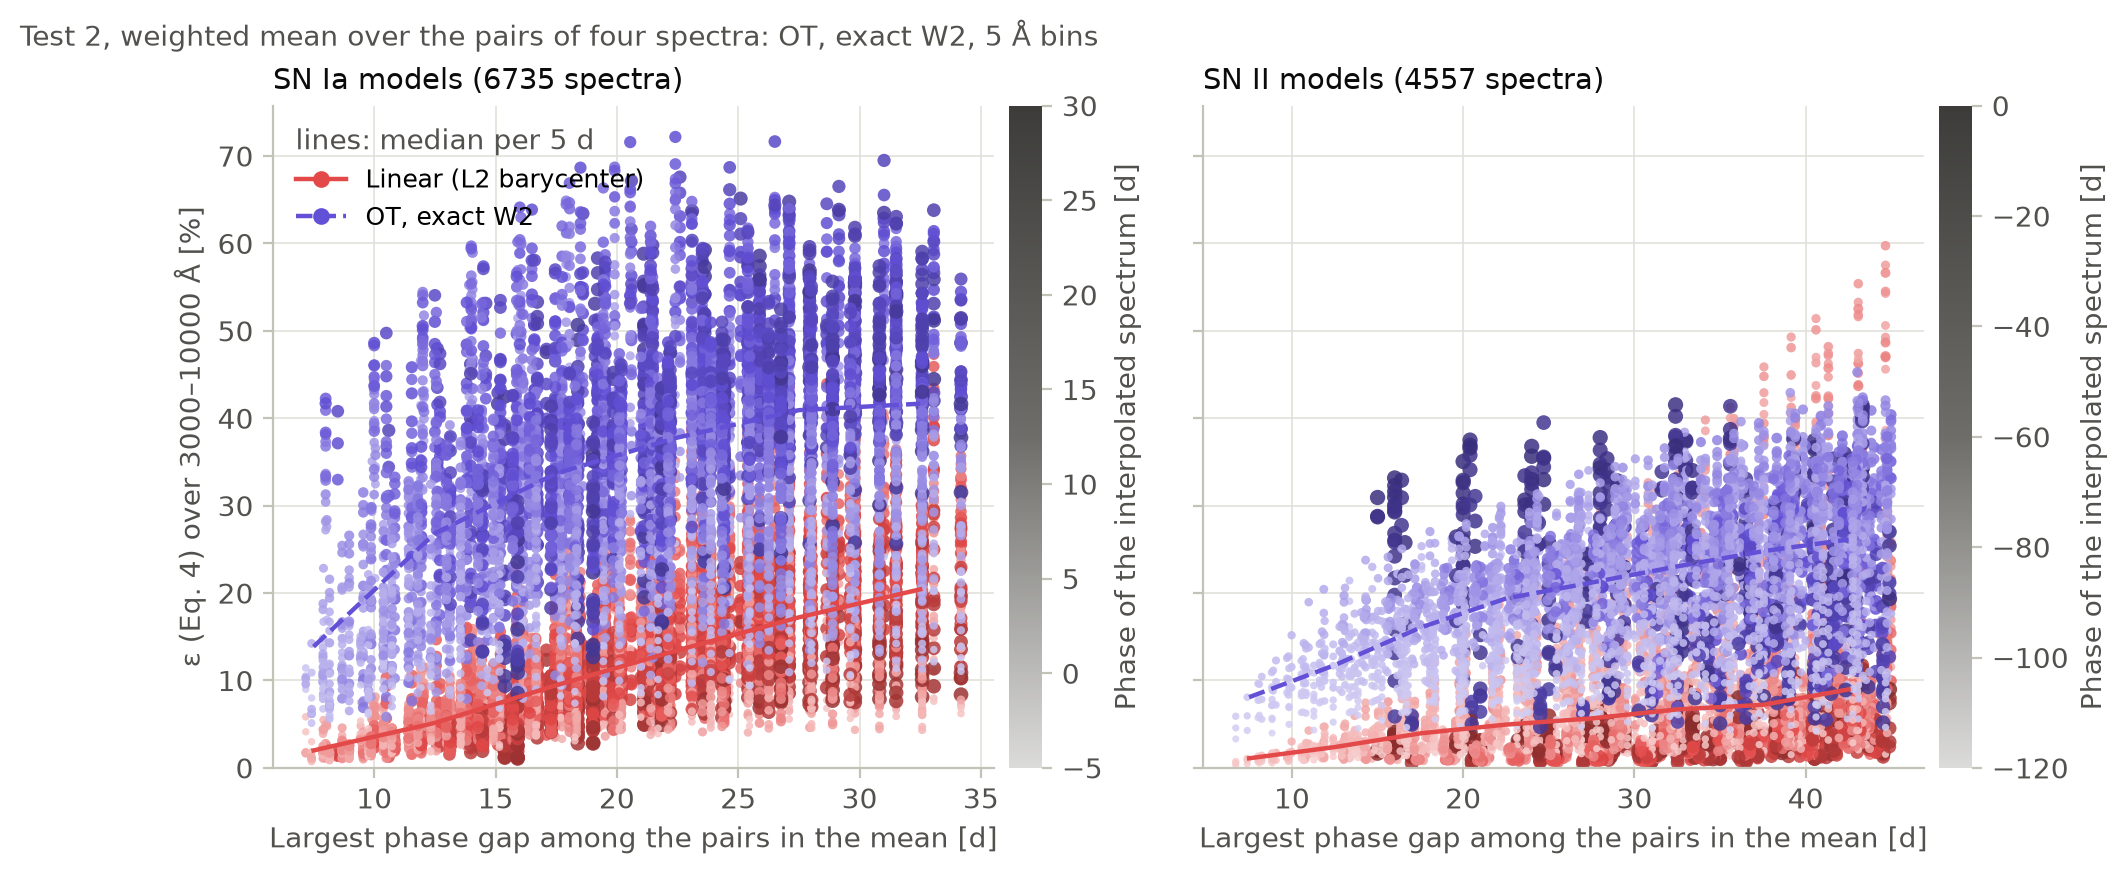 Test 2, weighted mean over the pairs of four spectra: OT, exact W2, 5 Å bins
SN Ia models (6735 spectra)
lines: median per 5 d
Linear (L2 barycenter)
OT, exact W2
ε (Eq. 4) over 3000–10000 Å [%]
70
60
50
40
30
20
10
0
10 15 20 25 30 35
Largest phase gap among the pairs in the mean [d]
30
25
20
15
10
5
0
−5
Phase of the interpolated spectrum [d]
SN II models (4557 spectra)
10 20 30 40
Largest phase gap among the pairs in the mean [d]
0
−20
−40
−60
−80
−100
−120
Phase of the interpolated spectrum [d]